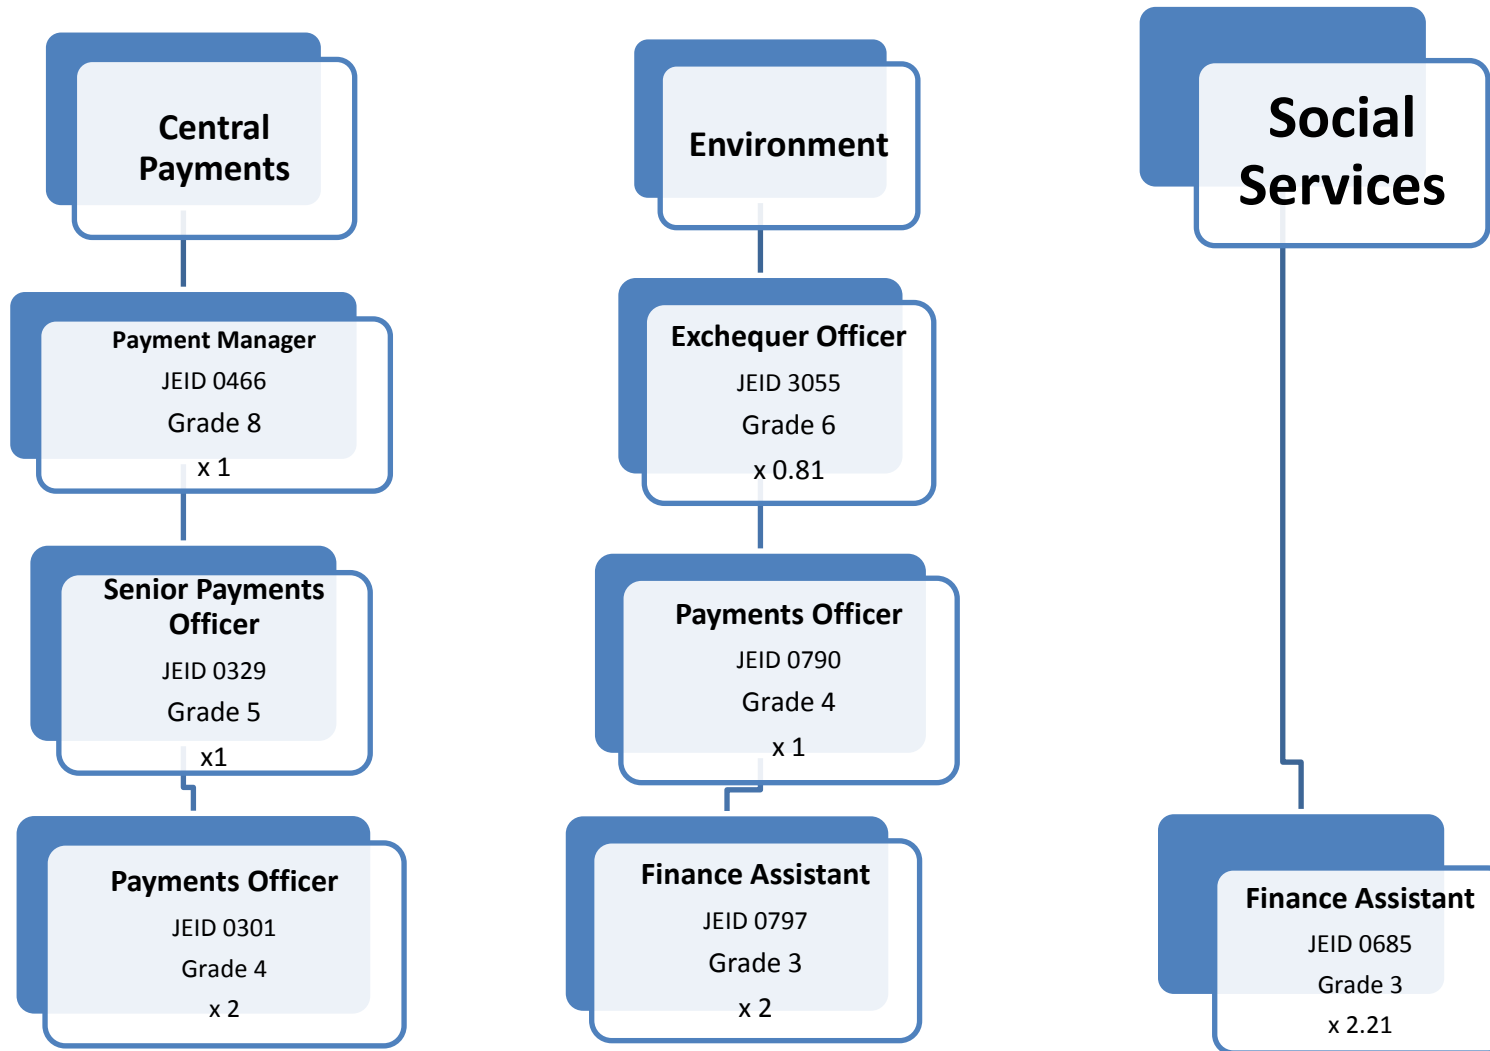 Central
Payments
Payment Manager
JEID 0466
Grade 8
x 1
Senior Payments
Officer
JEID 0329
Grade 5
x1
Payments Officer
JEID 0301
Grade 4
x 2
Environment
Exchequer Officer
JEID 3055
Grade 6
x 0.81
Payments Officer
JEID 0790
Grade 4
x 1
Finance Assistant
JEID 0797
Grade 3
x 2
Social
Services
Finance Assistant
JEID 0685
Grade 3
x 2.21